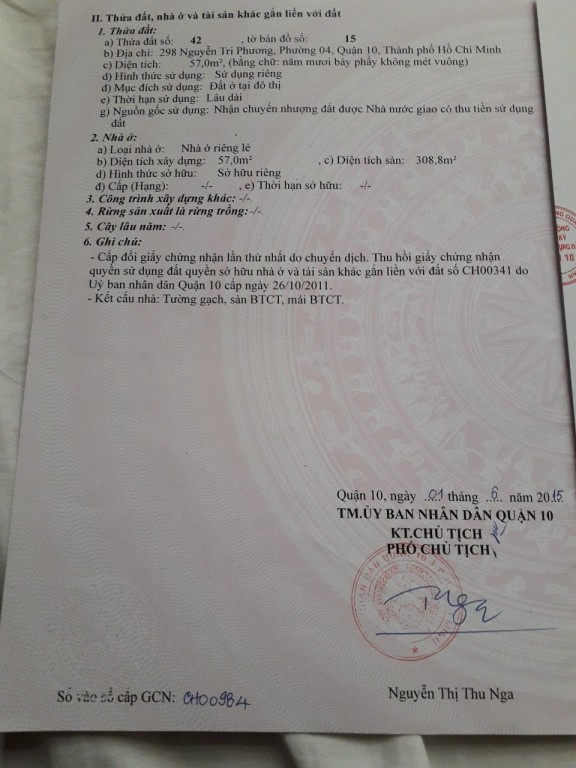 II. Thửa đất, nhà ở và tài sản khác gắn liền với đất
1. Thửa đất:
a) Thửa đất số: 42 , tờ bản đồ số: 15
b) Địa chỉ: 298 Nguyễn Tri Phương, Phường 04, Quận 10, Thành phố Hồ Chí Minh
c) Diện tích: 57,0m², (bằng chữ: năm mươi bảy phẩy không mét vuông)
d) Hình thức sử dụng: Sử dụng riêng
đ) Mục đích sử dụng: Đất ở tại đô thị
e) Thời hạn sử dụng: Lâu dài
g) Nguồn gốc sử dụng: Nhận chuyển nhượng đất được Nhà nước giao có thu tiền sử dụng
đất
2. Nhà ở:
a) Loại nhà ở: Nhà ở riêng lẻ
b) Diện tích xây dựng: 57,0m² , c) Diện tích sàn: 308,8m²
d) Hình thức sở hữu: Sở hữu riêng
đ) Cấp (Hạng): -/- , e) Thời hạn sở hữu: -/-
3. Công trình xây dựng khác: -/-.
4. Rừng sản xuất là rừng trồng: -/-.
5. Cây lâu năm: -/-.
6. Ghi chú:
- Cấp đổi giấy chứng nhận lần thứ nhất do chuyển dịch. Thu hồi giấy chứng nhận
quyền sử dụng đất quyền sở hữu nhà ở và tài sản khác gắn liền với đất số CH00341 do
Uỷ ban nhân dân Quận 10 cấp ngày 26/10/2011.
- Kết cấu nhà: Tường gạch, sàn BTCT, mái BTCT.
Quận 10, ngày 01 tháng 6 năm 2015
TM.ỦY BAN NHÂN DÂN QUẬN 10
KT.CHỦ TỊCH
PHÓ CHỦ TỊCH
Nga
Số vào sổ cấp GCN: CH00984
Nguyễn Thị Thu Nga